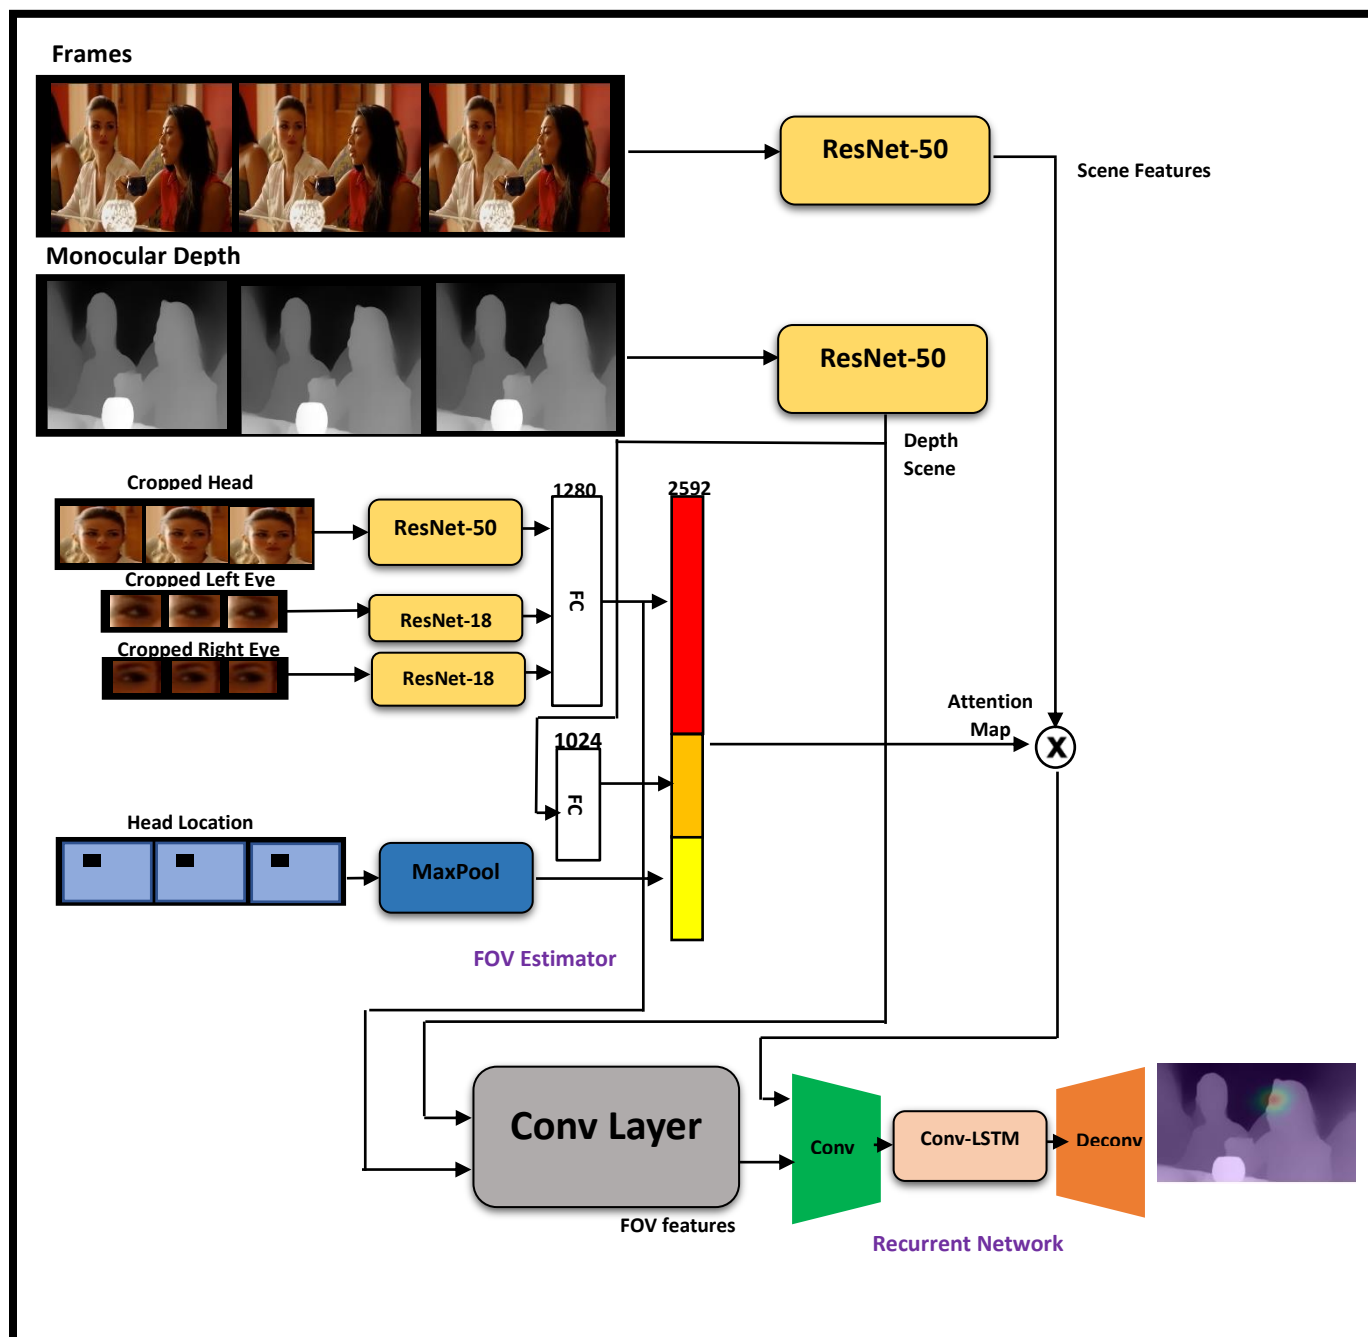 Frames
ResNet-50
Scene Features
Monocular Depth
ResNet-50
Depth
Scene
Cropped Head
1280
2592
ResNet-50
Cropped Left Eye
FC
ResNet-18
Cropped Right Eye
ResNet-18
Attention
Map
X
1024
FC
Head Location
MaxPool
FOV Estimator
Conv Layer
Conv
Conv-LSTM
Deconv
FOV features
Recurrent Network